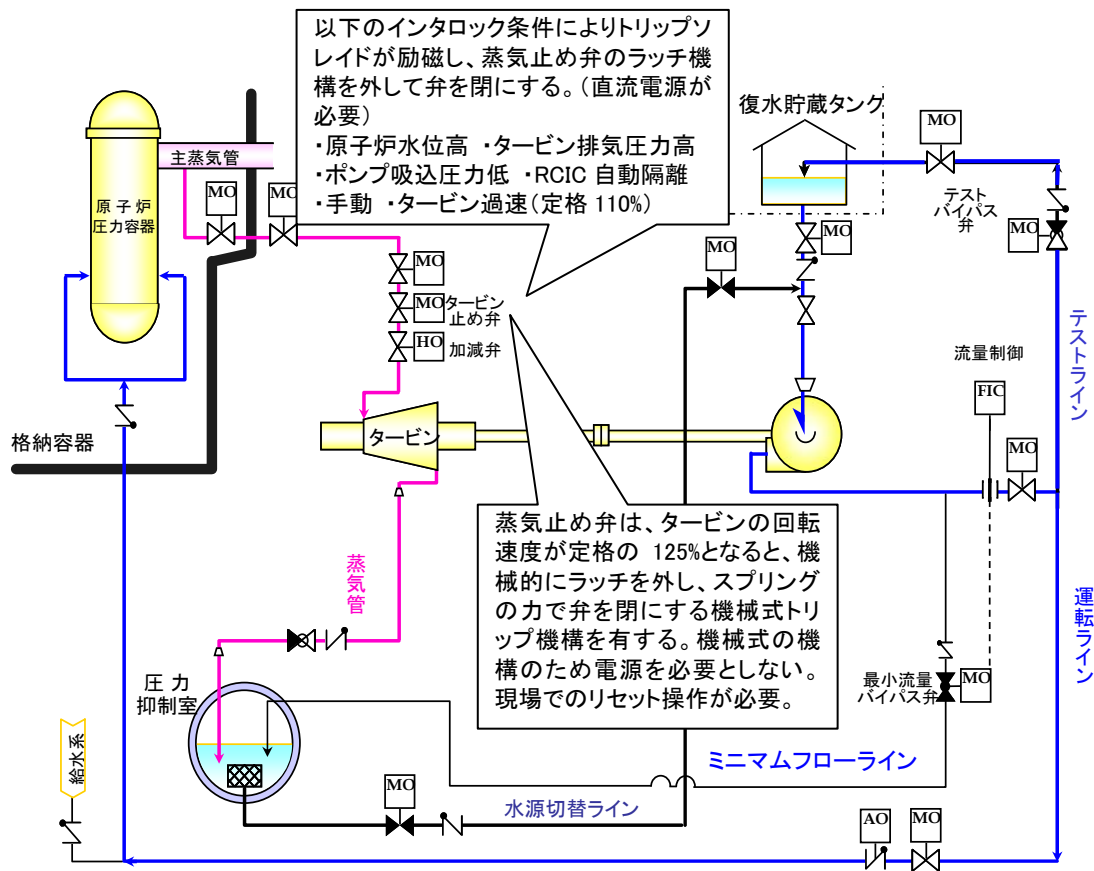 以下のインタロック条件によりトリップソ
レイドが励磁し、蒸気止め弁のラッチ機
構を外して弁を閉にする。(直流電源が
必要)
・原子炉水位高 ・タービン排気圧力高
・ポンプ吸込圧力低 ・RCIC 自動隔離
・手動 ・タービン過速(定格 110%)
復水貯蔵タンク
MO
主蒸気管
原子炉
圧力容器
MO
MO
テスト
バイパス
弁
MO
MO
MO
MO
MO
タービン
止め弁
HO
加減弁
テストライン
流量制御
FIC
格納容器
タービン
MO
蒸気止め弁は、タービンの回転
速度が定格の 125%となると、機
械的にラッチを外し、スプリング
の力で弁を閉にする機械式トリ
ップ機構を有する。機械式の機
構のため電源を必要としない。
現場でのリセット操作が必要。
蒸気管
運転ライン
圧力
抑制室
最小流量
バイパス弁
MO
給水系
ミニマムフローライン
MO
水源切替ライン
AO
MO